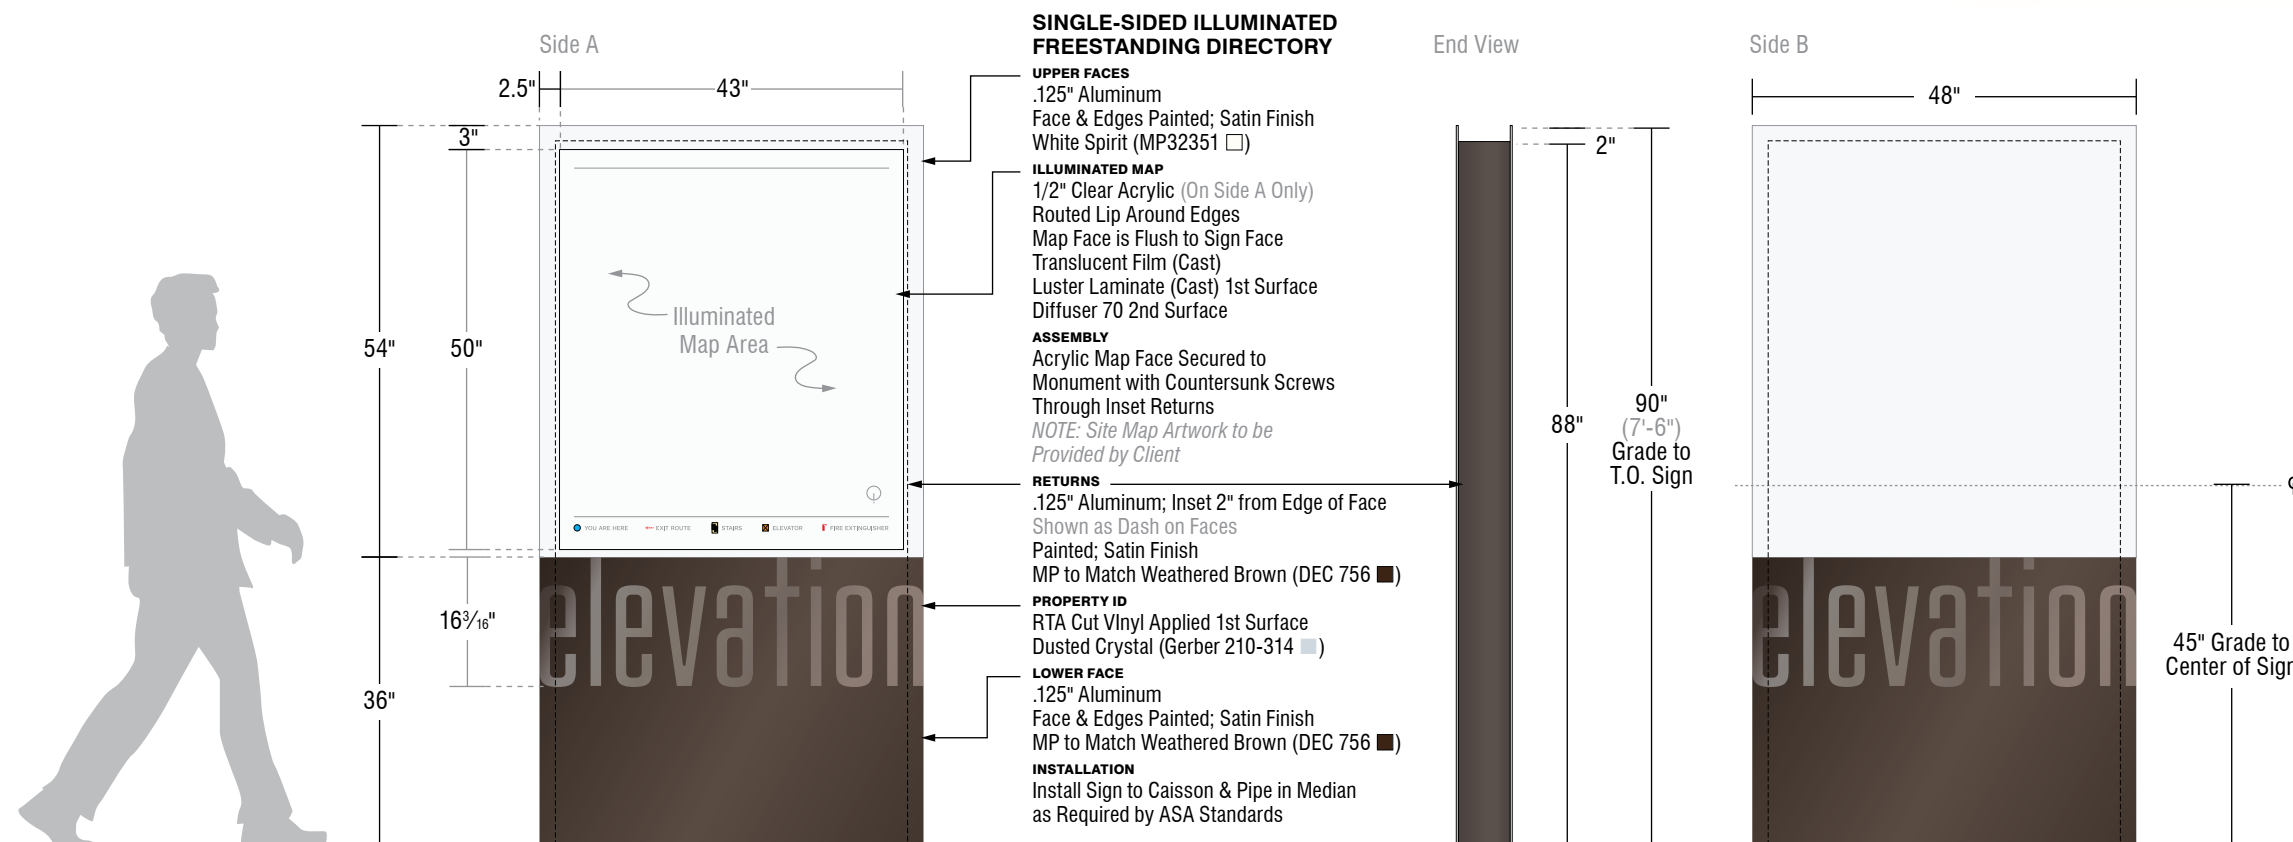 Side A
2.5"
43"
3"
54"
50"
16 3⁄16"
36"
Illuminated
Map Area
YOU ARE HERE
EXIT ROUTE
STAIRS
ELEVATOR
FIRE EXTINGUISHER
elevation
SINGLE-SIDED ILLUMINATED
FREESTANDING DIRECTORY
UPPER FACES
.125" Aluminum
Face & Edges Painted; Satin Finish
White Spirit (MP32351 )
ILLUMINATED MAP
1/2" Clear Acrylic (On Side A Only)
Routed Lip Around Edges
Map Face is Flush to Sign Face
Translucent Film (Cast)
Luster Laminate (Cast) 1st Surface
Diffuser 70 2nd Surface
ASSEMBLY
Acrylic Map Face Secured to
Monument with Countersunk Screws
Through Inset Returns
NOTE: Site Map Artwork to be
Provided by Client
RETURNS
.125" Aluminum; Inset 2" from Edge of Face
Shown as Dash on Faces
Painted; Satin Finish
MP to Match Weathered Brown (DEC 756 )
PROPERTY ID
RTA Cut VInyl Applied 1st Surface
Dusted Crystal (Gerber 210-314 )
LOWER FACE
.125" Aluminum
Face & Edges Painted; Satin Finish
MP to Match Weathered Brown (DEC 756 )
INSTALLATION
Install Sign to Caisson & Pipe in Median
as Required by ASA Standards
End View
2"
88"
90"
(7'-6")
Grade to
T.O. Sign
Side B
48"
elevation
45" Grade to
Center of Sign